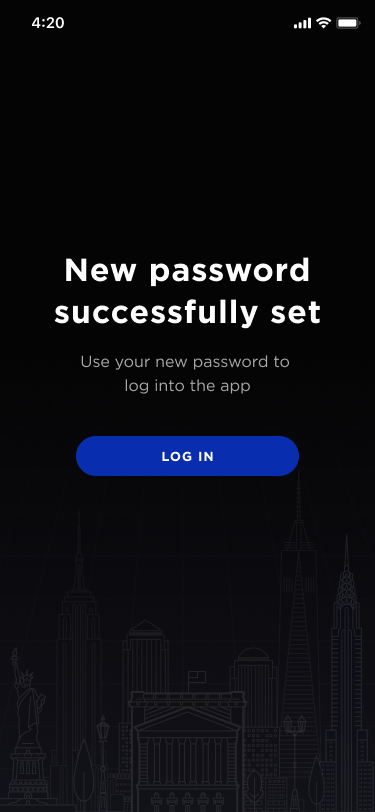 4:20
New password
successfully set
Use your new password to
log into the app
LOG IN